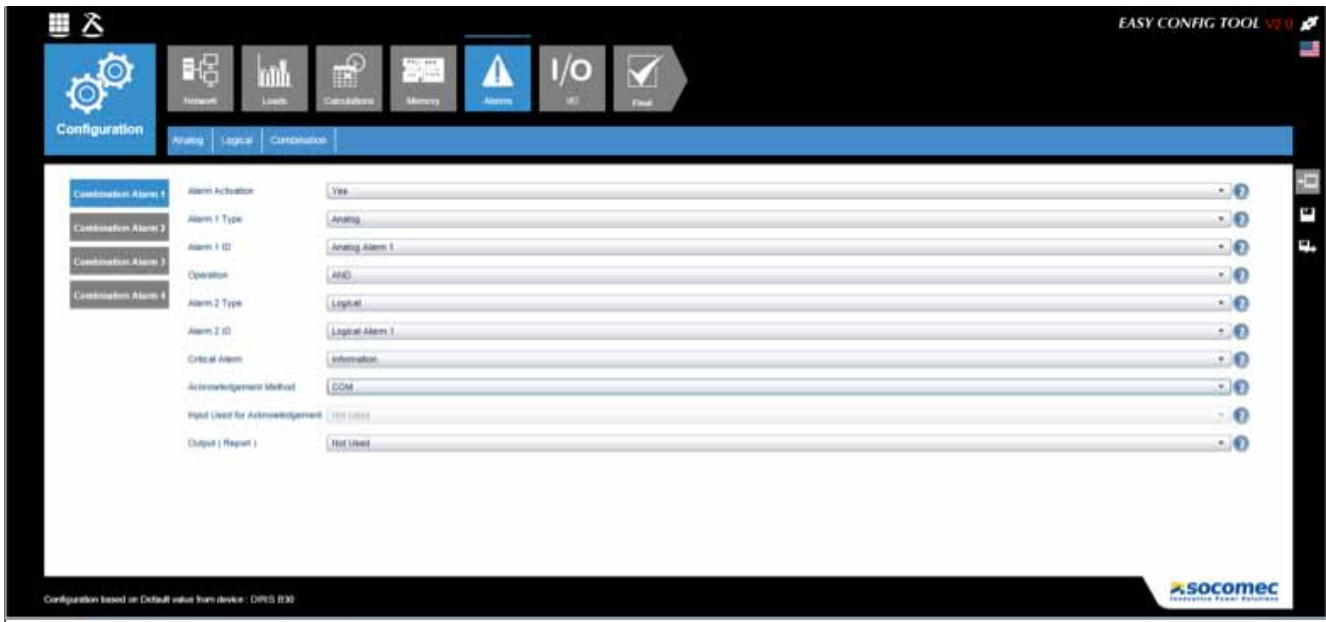 EASY CONFIG TOOL V2.0
Configuration
Network
Loads
Calculations
Memory
Alarms
I/O
I/O
Final
Analog
Logical
Combination
Combination Alarm 1
Combination Alarm 2
Combination Alarm 3
Combination Alarm 4
Alarm Activation Yes
Alarm 1 Type Analog
Alarm 1 ID Analog Alarm 1
Operation AND
Alarm 2 Type Logical
Alarm 2 ID Logical Alarm 1
Critical Alarm Information
Acknowledgement Method COM
Input Used for Acknowledgement Not Used
Output ( Report ) Not Used
Configuration based on Default value from device : DIRIS B30
socomec
Innovative Power Solutions